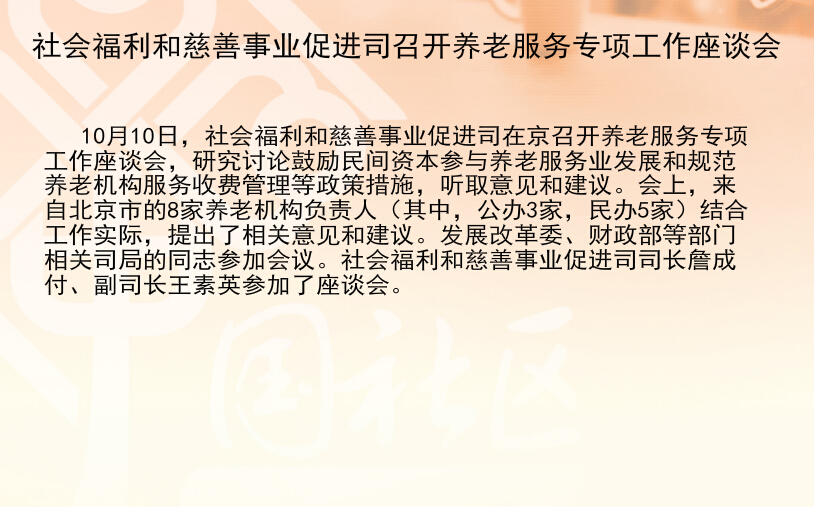 社会福利和慈善事业促进司召开养老服务专项工作座谈会
10月10日，社会福利和慈善事业促进司在京召开养老服务专项
工作座谈会，研究讨论鼓励民间资本参与养老服务业发展和规范
养老机构服务收费管理等政策措施，听取意见和建议。会上，来
自北京市的8家养老机构负责人（其中，公办3家，民办5家）结合
工作实际，提出了相关意见和建议。发展改革委、财政部等部门
相关司局的同志参加会议。社会福利和慈善事业促进司司长詹成
付、副司长王素英参加了座谈会。
国社区